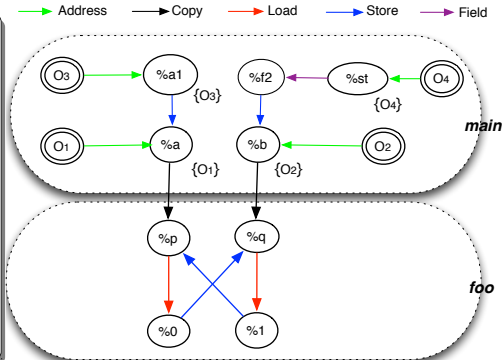 Address Copy Load Store Field
O3 %a1 %f2 %st O4
{O3} {O4}
main
O1 %a %b O2
{O1} {O2}
%p %q
foo
%0 %1